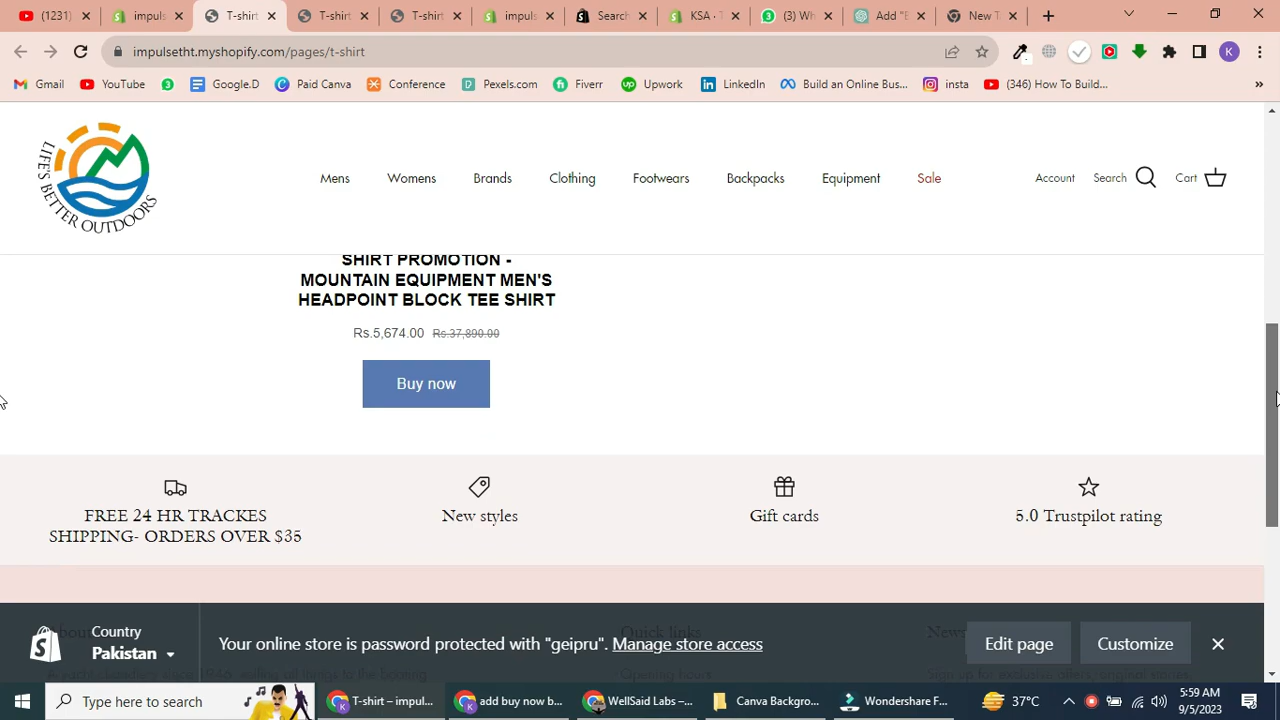 (1231)
impuls
T-shirt
T-shirt
T-shirt
impuls
Search
KSA - T
(3) W
Add "E
New T
impulsetht.myshopify.com/pages/t-shirt
K
Gmail
YouTube
3
Google.D
Paid Canva
Conference
Pexels.com
Fiverr
Upwork
LinkedIn
Build an Online Bus...
insta
(346) How To Build...
»
LIFE'S BETTER OUTDOORS
Mens
Womens
Brands
Clothing
Footwears
Backpacks
Equipment
Sale
Account
Search
Cart
SHIRT PROMOTION -
MOUNTAIN EQUIPMENT MEN'S
HEADPOINT BLOCK TEE SHIRT
Rs.5,674.00 Rs.37,890.00
Buy now
FREE 24 HR TRACKES
SHIPPING- ORDERS OVER $35
New styles
Gift cards
5.0 Trustpilot rating
Country
Pakistan
Your online store is password protected with "geipru". Manage store access
Edit page
Customize
Quick links
Opening hours
Type here to search
T-shirt – impul...
add buy now b...
WellSaid Labs –...
Canva Backgro...
Wondershare F...
37°C
5:59 AM
9/5/2023